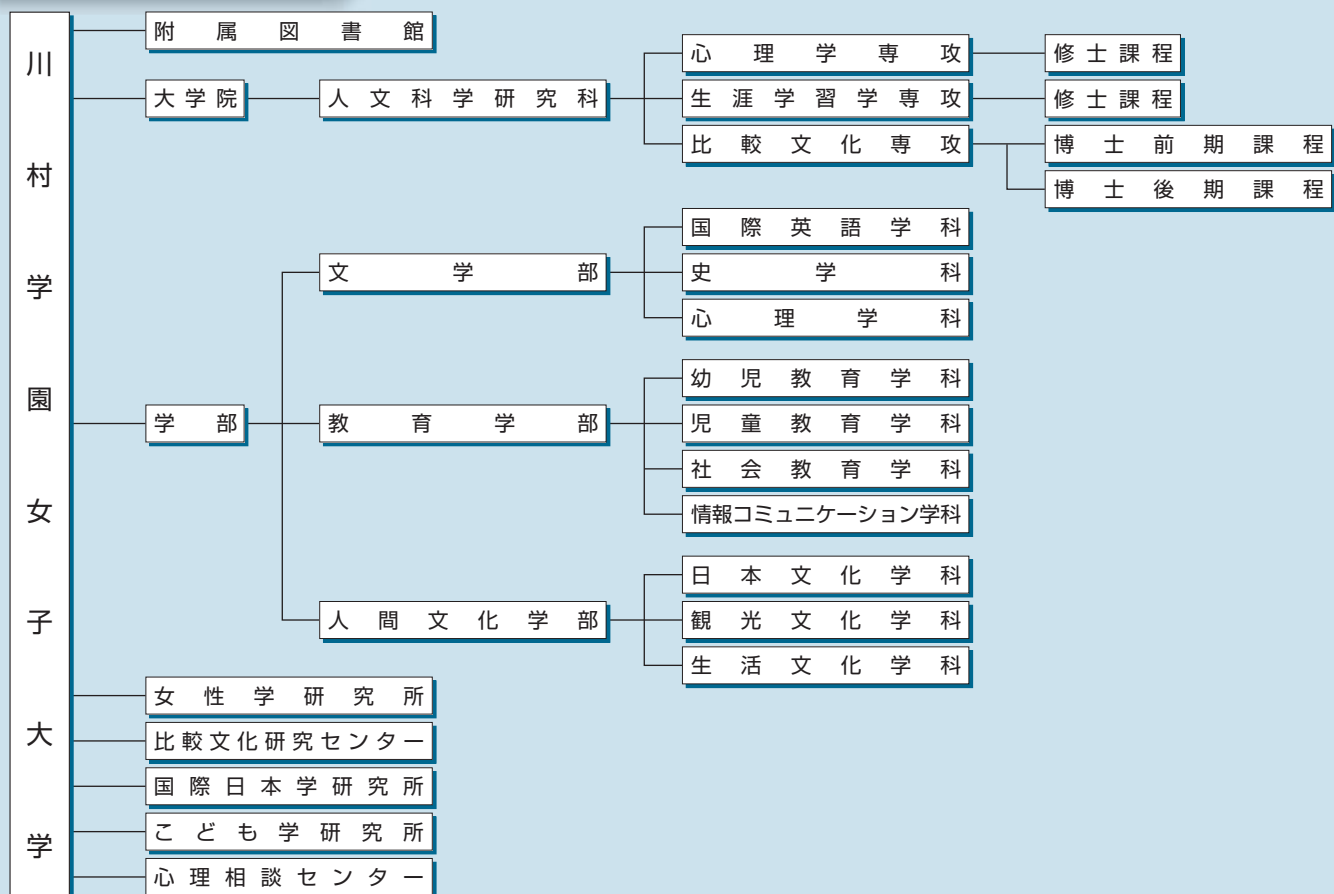 川村学園女子大学
附属図書館
大学院
人文科学研究科
心理学専攻
修士課程
生涯学習学専攻
修士課程
比較文化専攻
博士前期課程
博士後期課程
学部
文学部
国際英語学科
史学科
心理学科
教育学部
幼児教育学科
児童教育学科
社会教育学科
情報コミュニケーション学科
人間文化学部
日本文化学科
観光文化学科
生活文化学科
女性学研究所
比較文化研究センター
国際日本学研究所
こども学研究所
心理相談センター